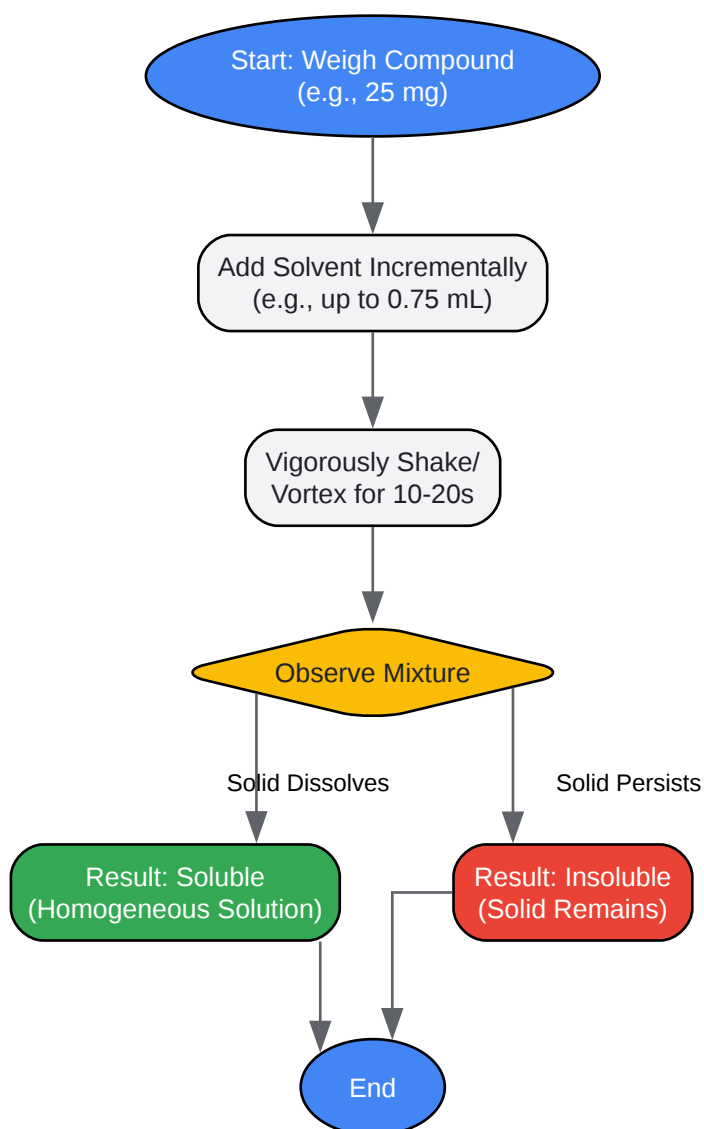 Start: Weigh Compound
(e.g., 25 mg)
Add Solvent Incrementally
(e.g., up to 0.75 mL)
Vigorously Shake/
Vortex for 10-20s
Observe Mixture
Solid Dissolves
Solid Persists
Result: Soluble
(Homogeneous Solution)
Result: Insoluble
(Solid Remains)
End